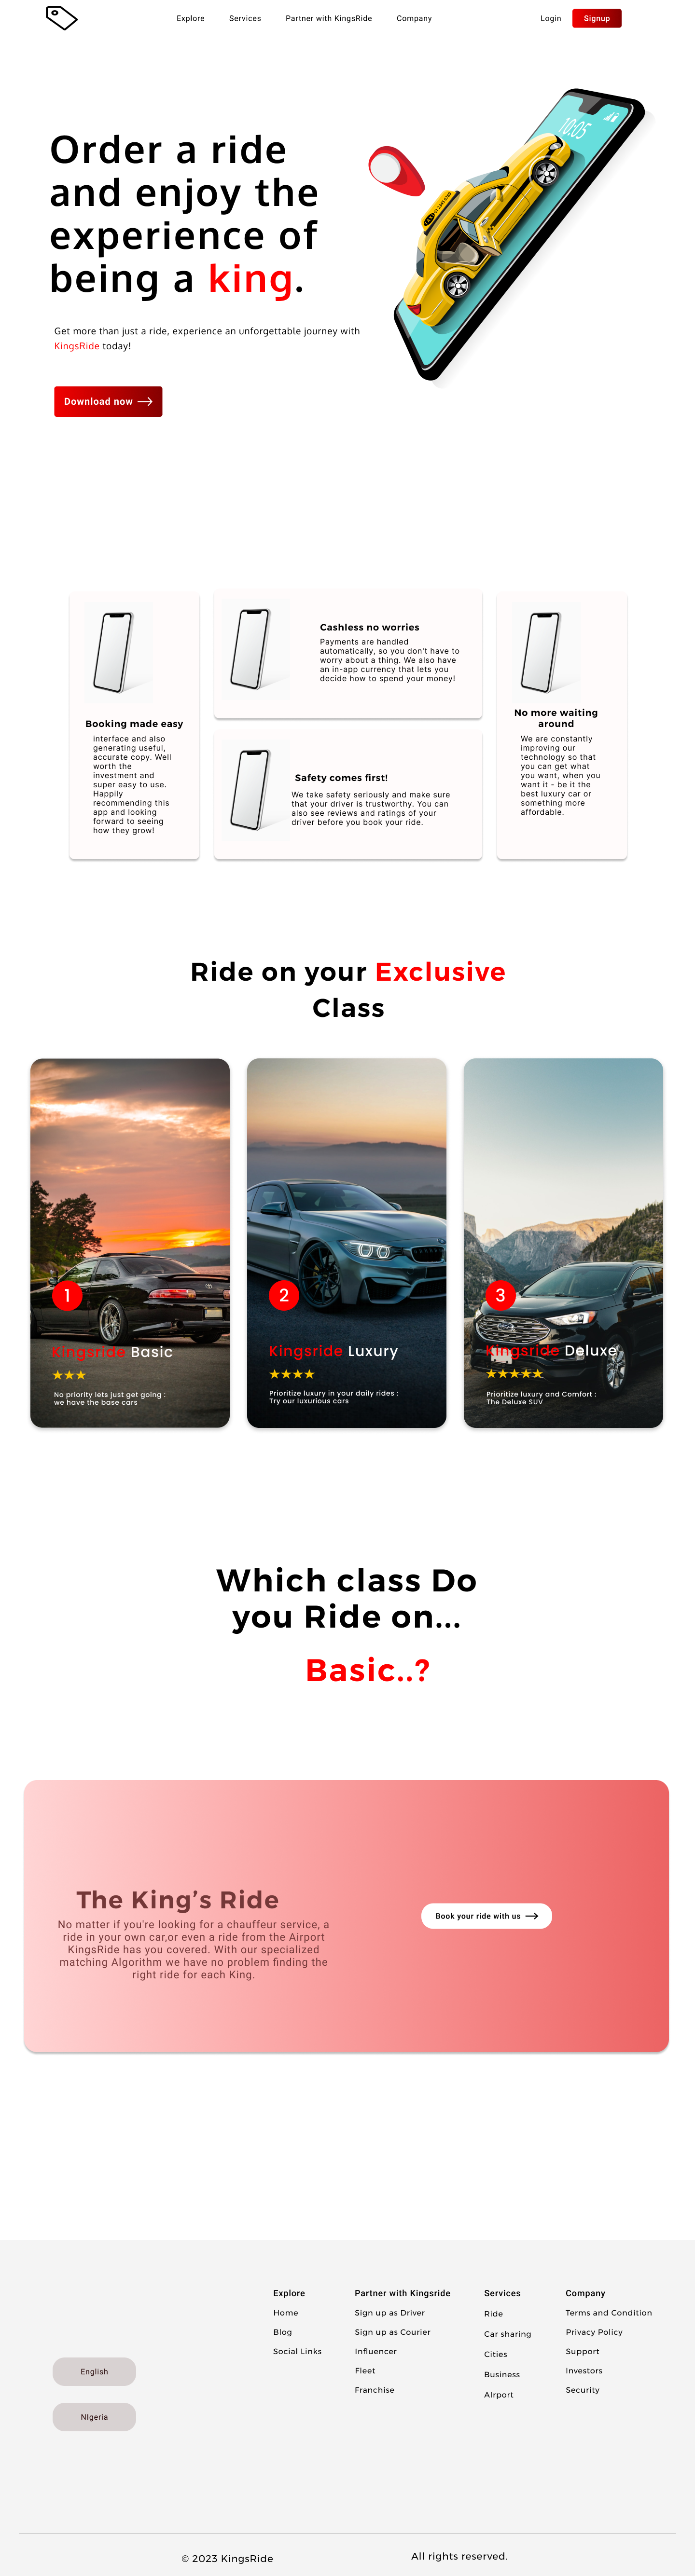 Explore Services Partner with KingsRide Company Login Signup
Order a ride
and enjoy the
experience of
being a king.
10:05
Get more than just a ride, experience an unforgettable journey with
KingsRide today!
Download now
Booking made easy
interface and also
generating useful,
accurate copy. Well
worth the
investment and
super easy to use.
Happily
recommending this
app and looking
forward to seeing
how they grow!
Cashless no worries
Payments are handled
automatically, so you don't have to
worry about a thing. We also have
an in-app currency that lets you
decide how to spend your money!
Safety comes first!
We take safety seriously and make sure
that your driver is trustworthy. You can
also see reviews and ratings of your
driver before you book your ride.
No more waiting
around
We are constantly
improving our
technology so that
you can get what
you want, when you
want it - be it the
best luxury car or
something more
affordable.
Ride on your Exclusive
Class
1
Kingsride Basic
No priority lets just get going :
we have the base cars
2
Kingsride Luxury
Prioritize luxury in your daily rides :
Try our luxurious cars
3
Kingsride Deluxe
Prioritize luxury and Comfort :
The Deluxe SUV
Which class Do
you Ride on...
Basic..?
The King's Ride
No matter if you're looking for a chauffeur service, a
ride in your own car,or even a ride from the Airport
KingsRide has you covered. With our specialized
matching Algorithm we have no problem finding the
right ride for each King.
Book your ride with us
English
NIgeria
Explore
Home
Blog
Social Links
Partner with Kingsride
Sign up as Driver
Sign up as Courier
Influencer
Fleet
Franchise
Services
Ride
Car sharing
Cities
Business
AIrport
Company
Terms and Condition
Privacy Policy
Support
Investors
Security
© 2023 KingsRide
All rights reserved.